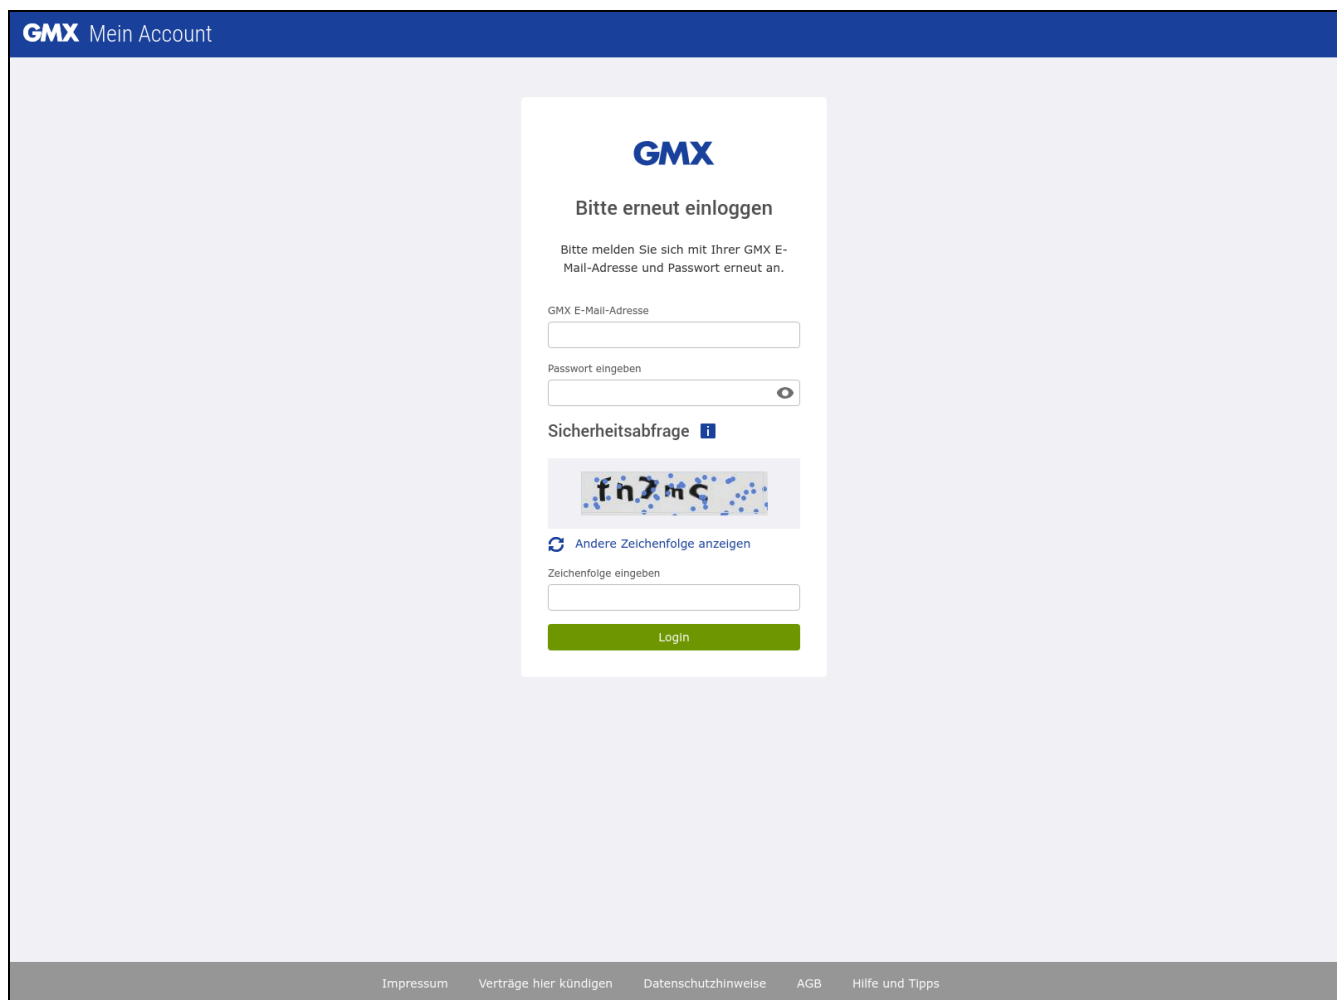 GMX Mein Account
GMX
Bitte erneut einloggen
Bitte melden Sie sich mit Ihrer GMX E-
Mail-Adresse und Passwort erneut an.
GMX E-Mail-Adresse
Passwort eingeben
Sicherheitsabfrage i
Andere Zeichenfolge anzeigen
Zeichenfolge eingeben
Login
Impressum Verträge hier kündigen Datenschutzhinweise AGB Hilfe und Tipps